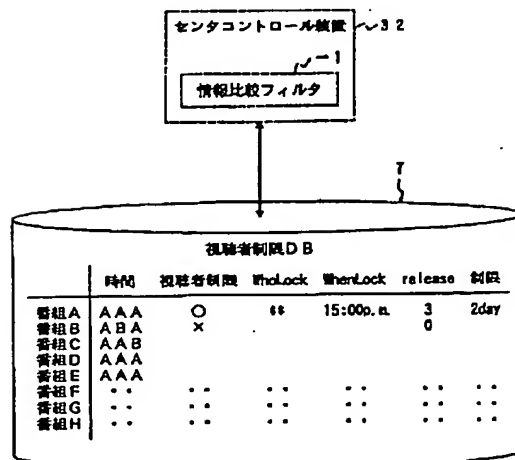 センタコントロール装置 32
1
情報比較フィルタ
7
視聴者制限DB
時間 視聴者制限 WhoLock WhenLock release 制限
番組A AAA ○ ** 15:00p.m. 3 2day
番組B ABA × 0
番組C AAB
番組D AAA
番組E AAA
番組F ‥ ‥ ‥ ‥ ‥ ‥
番組G ‥ ‥ ‥ ‥ ‥ ‥
番組H ‥ ‥ ‥ ‥ ‥ ‥